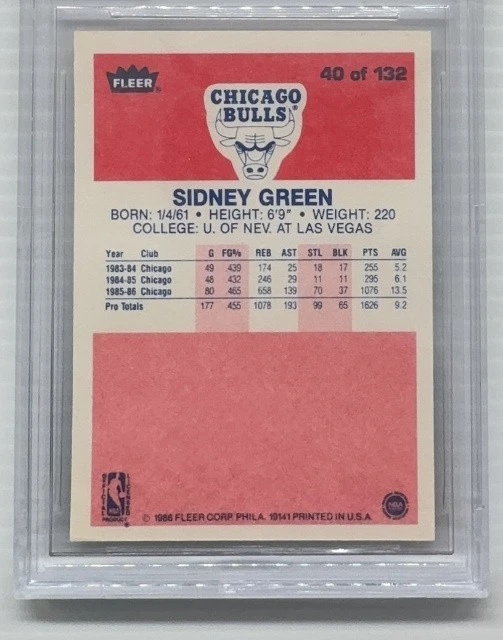 FLEER®
40 of 132
CHICAGO
BULLS®
SIDNEY GREEN
BORN: 1/4/61 • HEIGHT: 6'9" • WEIGHT: 220
COLLEGE: U. OF NEV. AT LAS VEGAS
Year Club G FG% REB AST STL BLK PTS AVG
1983-84 Chicago 49 .439 174 25 18 17 255 5.2
1984-85 Chicago 48 .432 246 29 11 11 295 6.1
1985-86 Chicago 80 .465 658 139 70 37 1076 13.5
Pro Totals 177 .455 1078 193 99 65 1626 9.2
OFFICIAL LICENSED
NBA
PRODUCT
© 1986 FLEER CORP. PHILA. 19141 PRINTED IN U.S.A.